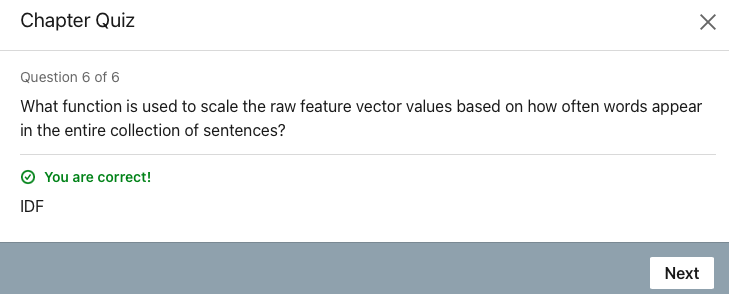 Chapter Quiz
Question 6 of 6
What function is used to scale the raw feature vector values based on how often words appear
in the entire collection of sentences?
You are correct!
IDF
Next